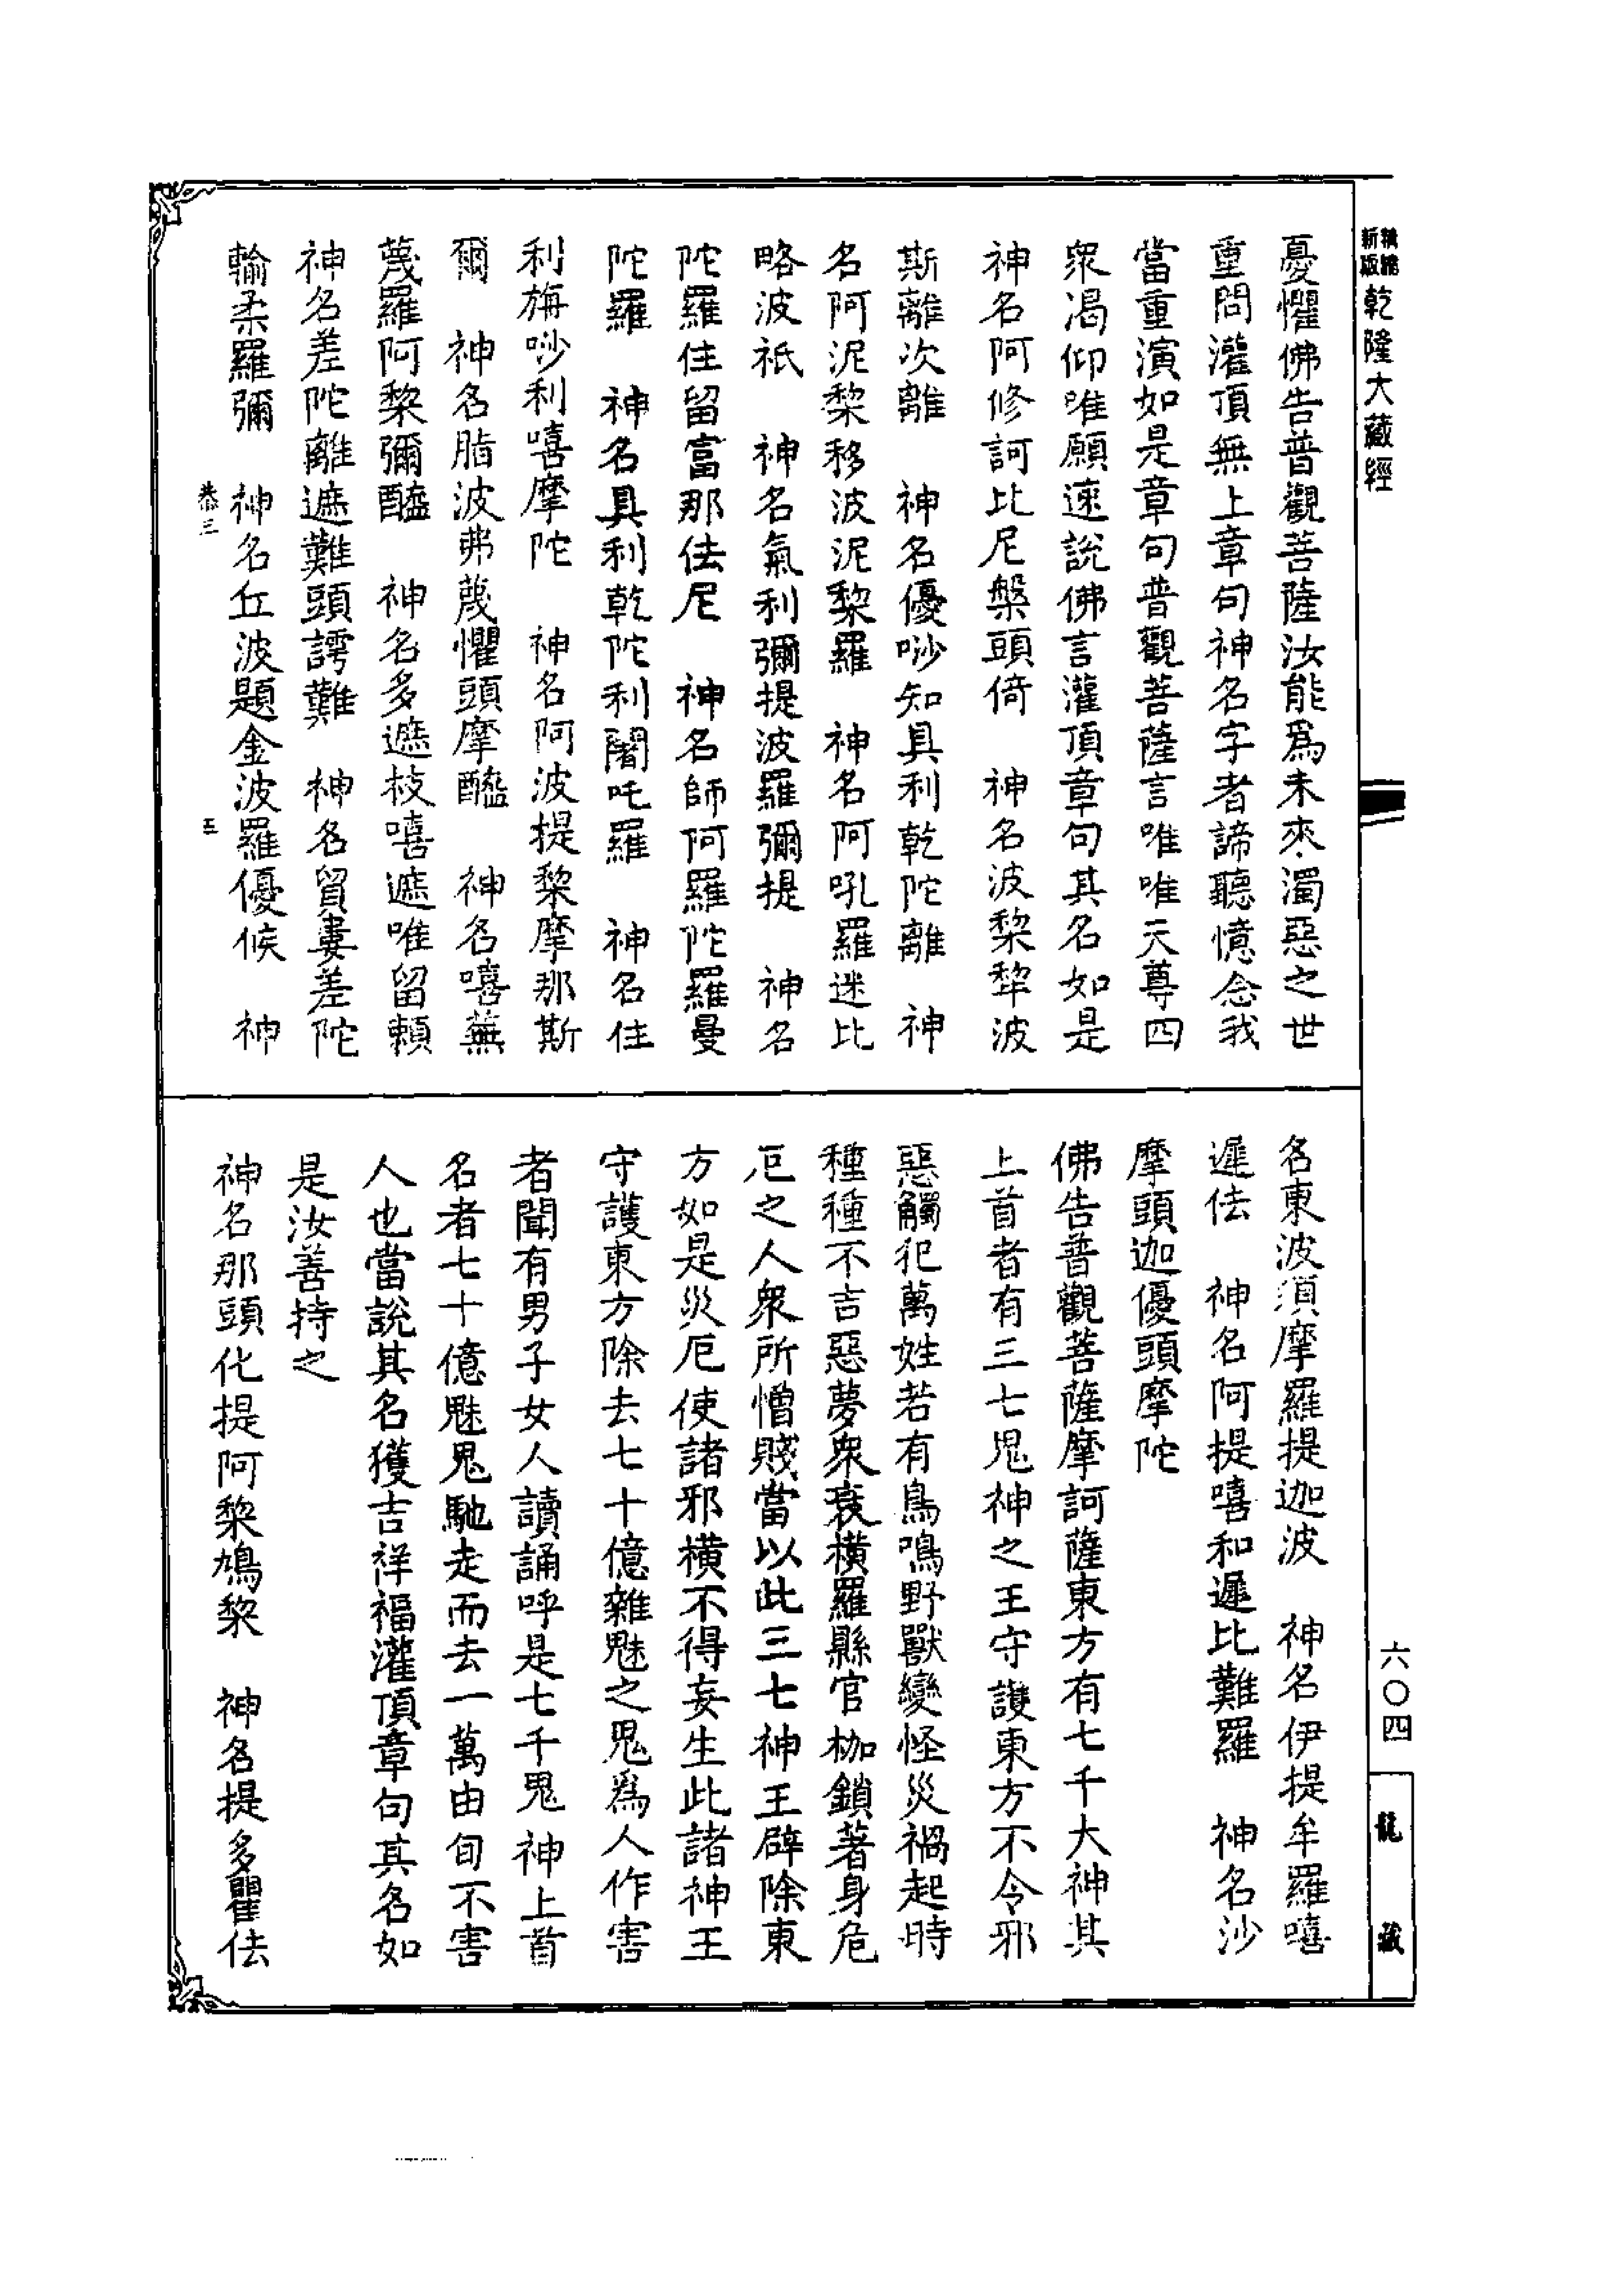 精縮新版 乾隆大藏經
憂懼佛告普觀菩薩汝能爲未來濁惡之世
重問灌頂無上章句神名字者諦聽憶念我
當重演如是章句普觀菩薩言唯唯天尊四
衆渴仰唯願速說佛言灌頂章句其名如是
神名阿修訶比尼槃頭倚　神名波黎犂波
斯離次離　神名優吵知具利乾陀離　神
名阿泥犂移波泥黎羅　神名阿吼羅迷比
略波祇　神名氣利彌提波羅彌提　神名
陀羅住留富那佉尼　神名師阿羅陀羅曼
陀羅　神名具利乾陀利闍吒羅　神名住
利旃吵利嘻摩陀　神名阿波提黎摩那斯
爾　神名脂波弗蔑懼頭摩醯　神名嘻蕪
蔑羅阿黎彌醯　神名多遮枝嘻遮唯留賴
神名差陀離遮難頭諤難　神名貿婁差陀
輸柔羅彌　神名丘波題金波羅優候　神
恭三　五
名東波須摩羅提迦波　神名伊提牟羅嘻
遲佉　神名阿提嘻和遲比難羅　神名沙
摩頭迦優頭摩陀
佛告普觀菩薩摩訶薩東方有七千大神其
上首者有三七鬼神之王守護東方不令邪
惡觸犯萬姓若有鳥鳴野獸變怪災禍起時
種種不吉惡夢衆衰橫羅縣官枷鎖著身危
厄之人衆所憎賤當以此三七神王辟除東
方如是災厄使諸邪橫不得妄生此諸神王
守護東方除去七十億雜魅之鬼爲人作害
者聞有男子女人讀誦呼是七千鬼神上首
名者七十億魅鬼馳走而去一萬由旬不害
人也當說其名獲吉祥福灌頂章句其名如
是汝善持之
神名那頭化提阿黎鳩黎　神名提多瞿佉
六〇四
龍藏